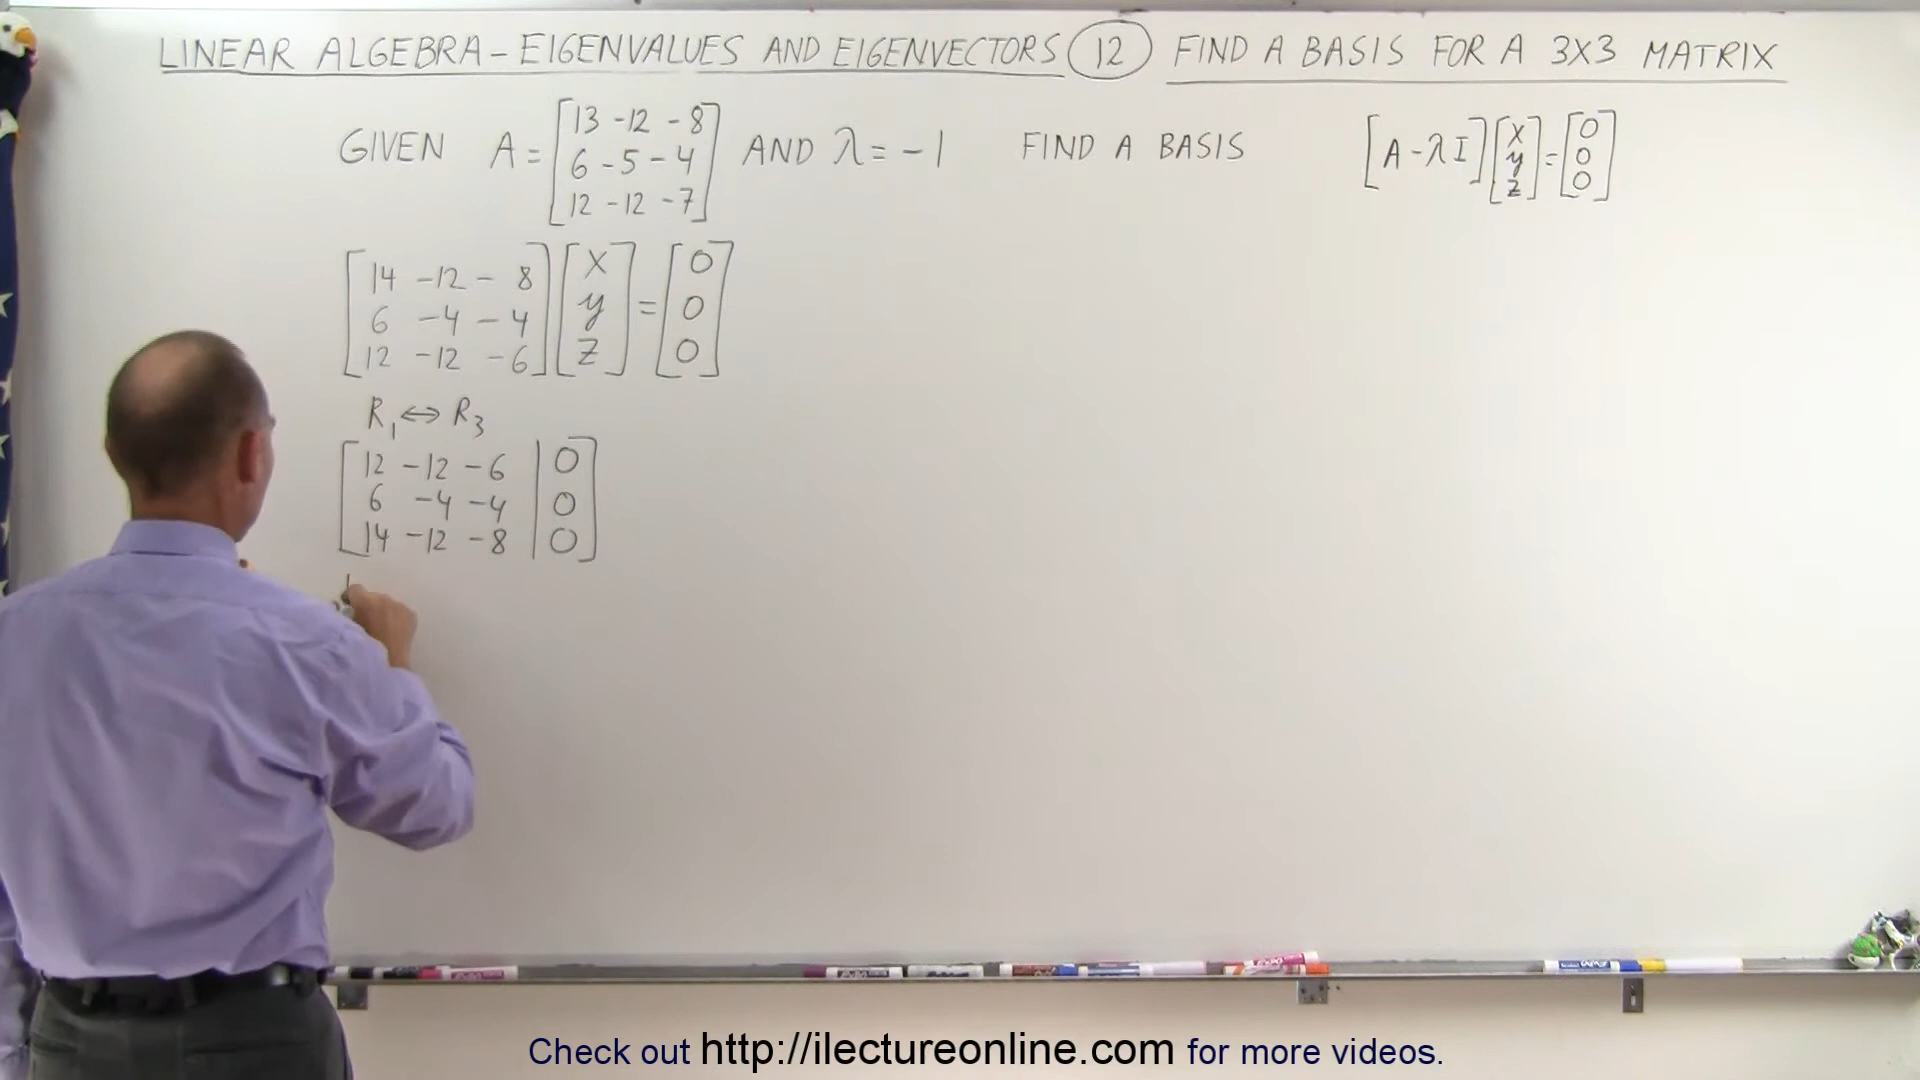 LINEAR ALGEBRA - EIGENVALUES AND EIGENVECTORS 12 FIND A BASIS FOR A 3X3 MATRIX
GIVEN A = [13 -12 -8
6 -5 -4
12 -12 -7] AND λ = -1 FIND A BASIS
[A - λI] [x y z] = [0 0 0]
[14 -12 -8
6 -4 -4
12 -12 -6] [x y z] = [0 0 0]
R1 ⇔ R3
[12 -12 -6 | 0
6 -4 -4 | 0
14 -12 -8 | 0]
Check out http://ilectureonline.com for more videos.